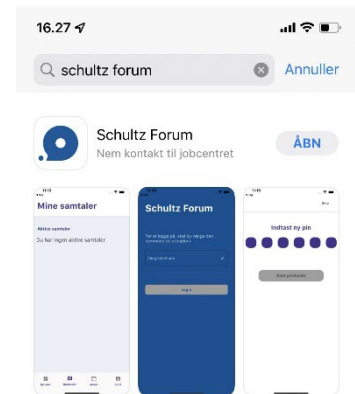 16.27
schultz forum
Annuller
Schultz Forum
Nem kontakt til jobcentret
ÅBN
Mine samtaler
Aktive samtaler
Du har ingen aktive samtaler
Schultz Forum
Indtast ny pin